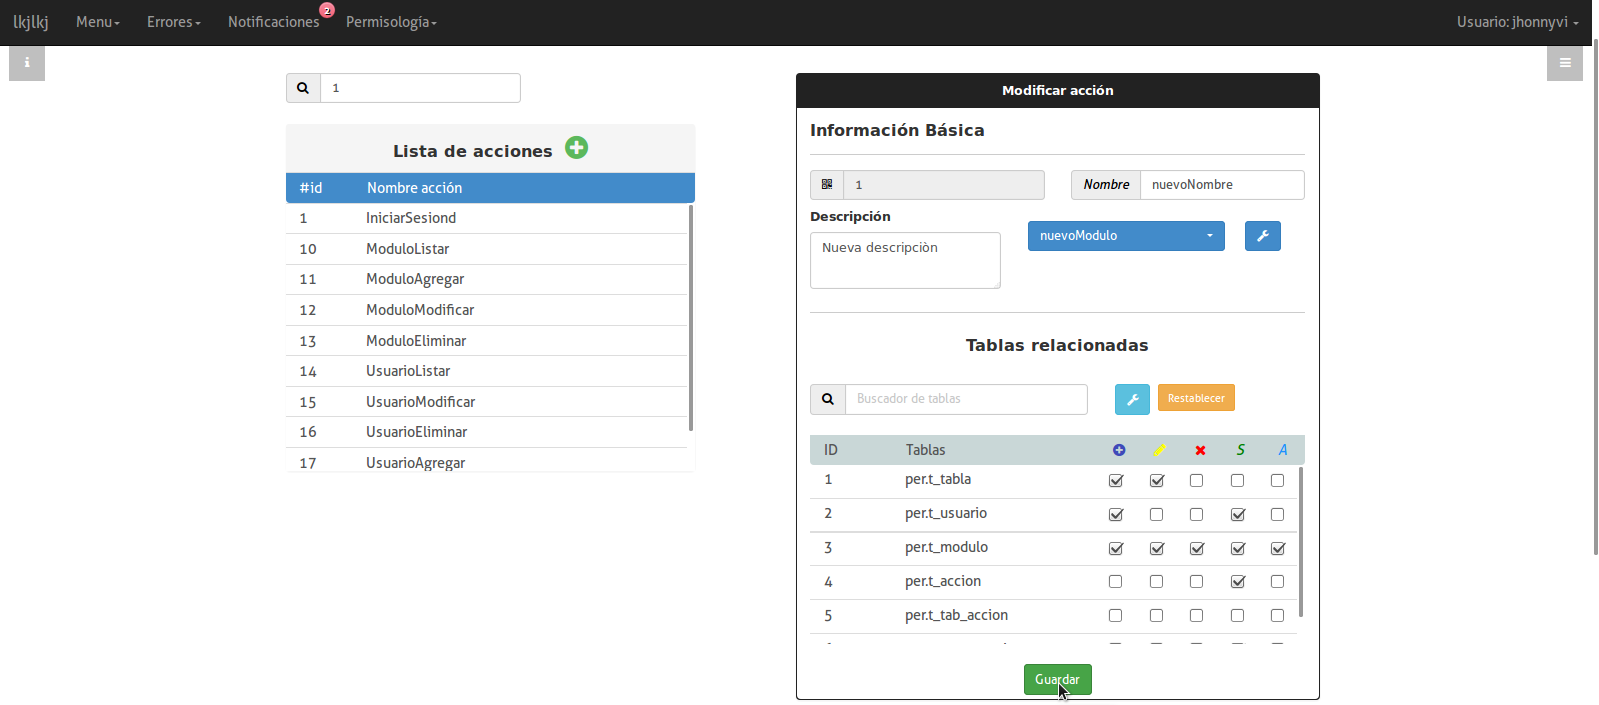 lkjlkj Menu Errores Notificaciones 2 Permisología Usuario: jhonnyvi
i
1
Lista de acciones
#id Nombre acción
1 IniciarSesiond
10 ModuloListar
11 ModuloAgregar
12 ModuloModificar
13 ModuloEliminar
14 UsuarioListar
15 UsuarioModificar
16 UsuarioEliminar
17 UsuarioAgregar
Modificar acción
Información Básica
1 Nombre nuevoNombre
Descripción
Nueva descripciòn
nuevoModulo
Tablas relacionadas
Buscador de tablas Restablecer
ID Tablas S A
1 per.t_tabla
2 per.t_usuario
3 per.t_modulo
4 per.t_accion
5 per.t_tab_accion
Guardar